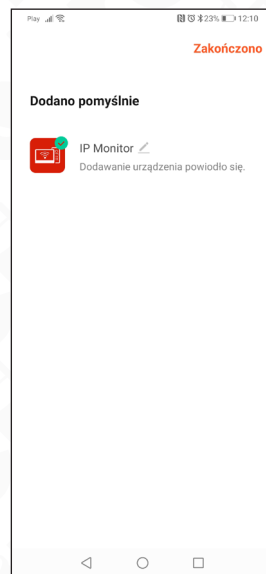 Play 23% 12:10
Zakończono
Dodano pomyślnie
IP Monitor
Dodawanie urządzenia powiodło się.